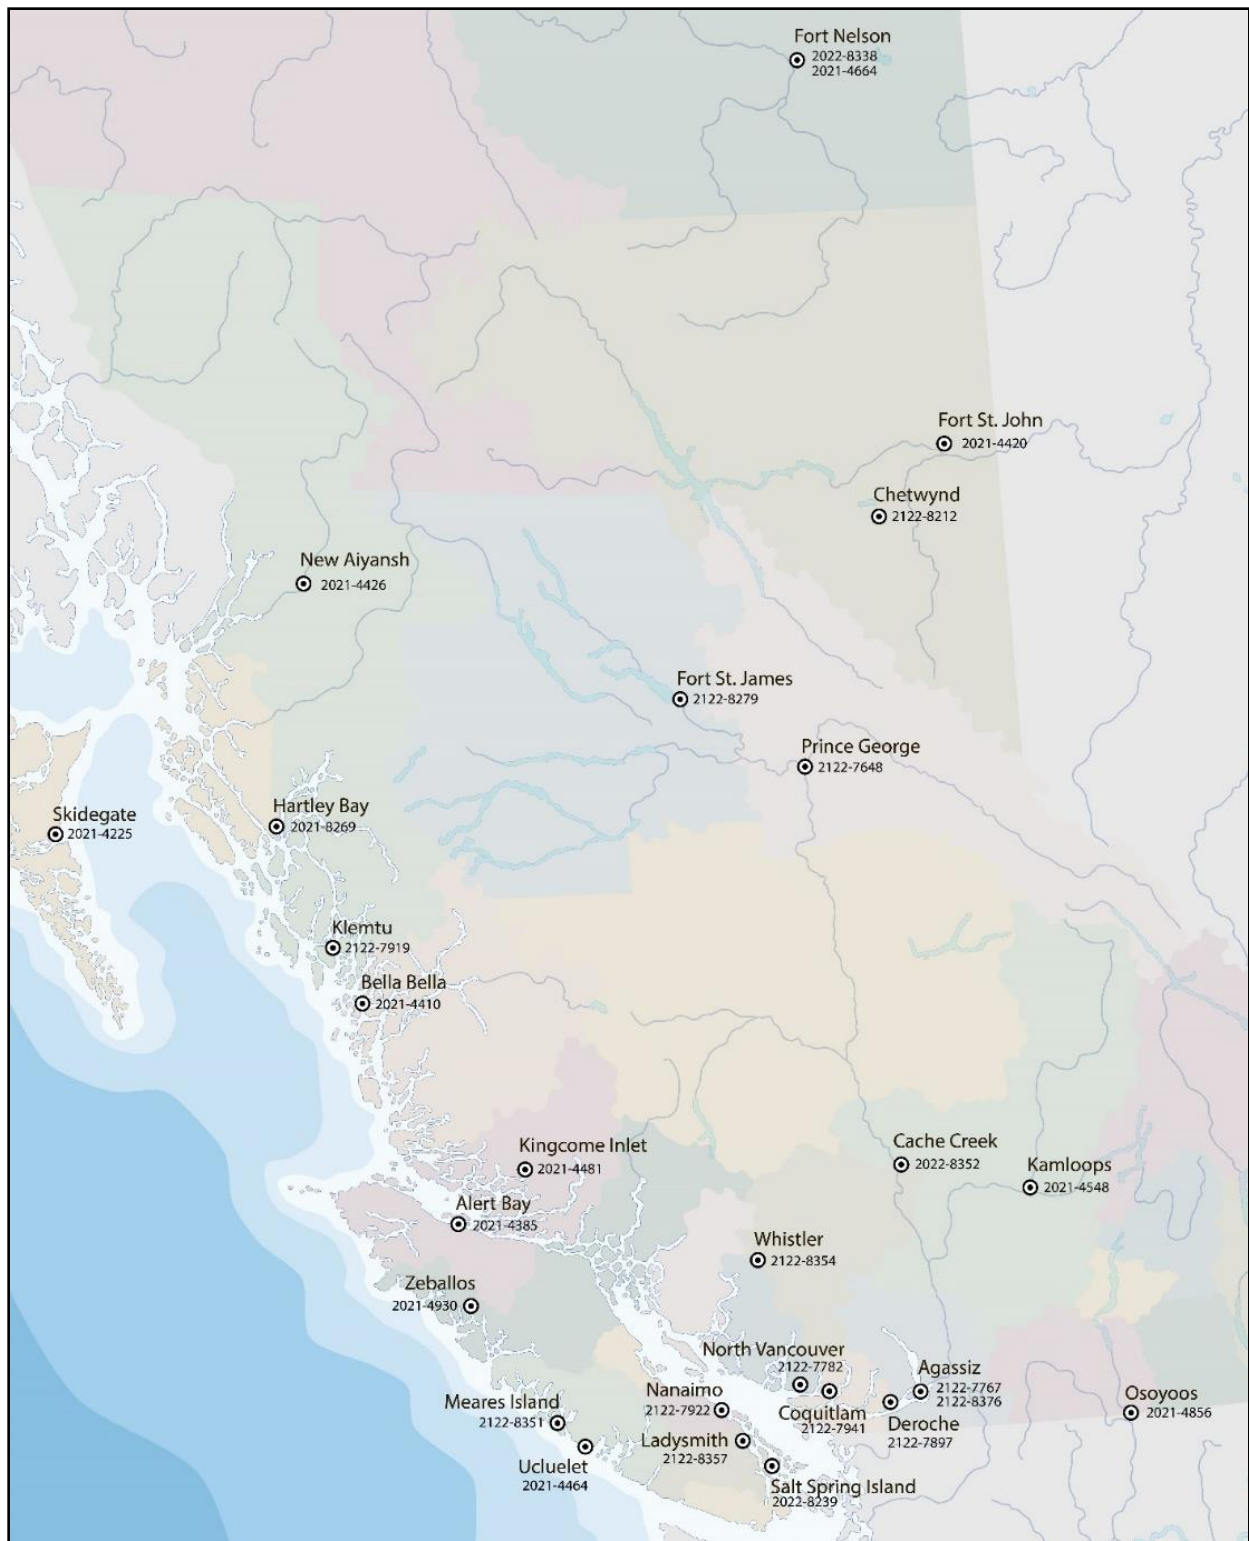 Fort Nelson
2022-8338
2021-4664
Fort St. John
2021-4420
Chetwynd
2122-8212
New Aiyansh
2021-4426
Fort St. James
2122-8279
Prince George
2122-7648
Skidegate
2021-4225
Hartley Bay
2021-8269
Klemtu
2122-7919
Bella Bella
2021-4410
Kingcome Inlet
2021-4481
Cache Creek
2022-8352
Kamloops
2021-4548
Alert Bay
2021-4385
Whistler
2122-8354
Zeballos
2021-4930
North Vancouver
2122-7782
Agassiz
2122-7767
2122-8376
Meares Island
2122-8351
Nanaimo
2122-7922
Coquitlam
2122-7941
Deroche
2122-7897
Osoyoos
2021-4856
Ladysmith
2122-8357
Ucluelet
2021-4464
Salt Spring Island
2022-8239